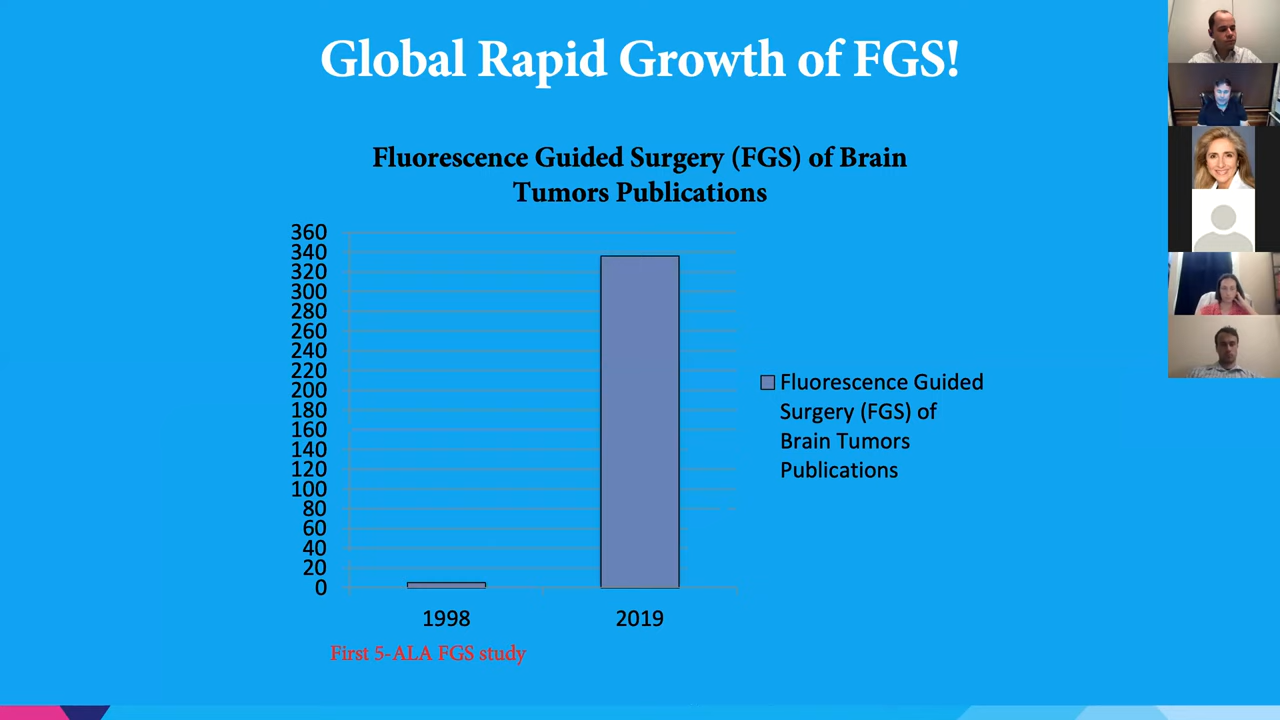 Global Rapid Growth of FGS!
Fluorescence Guided Surgery (FGS) of Brain
Tumors Publications
360
340
320
300
280
260
240
220
200
180
160
140
120
100
80
60
40
20
0
1998
2019
First 5-ALA FGS study
Fluorescence Guided
Surgery (FGS) of
Brain Tumors
Publications